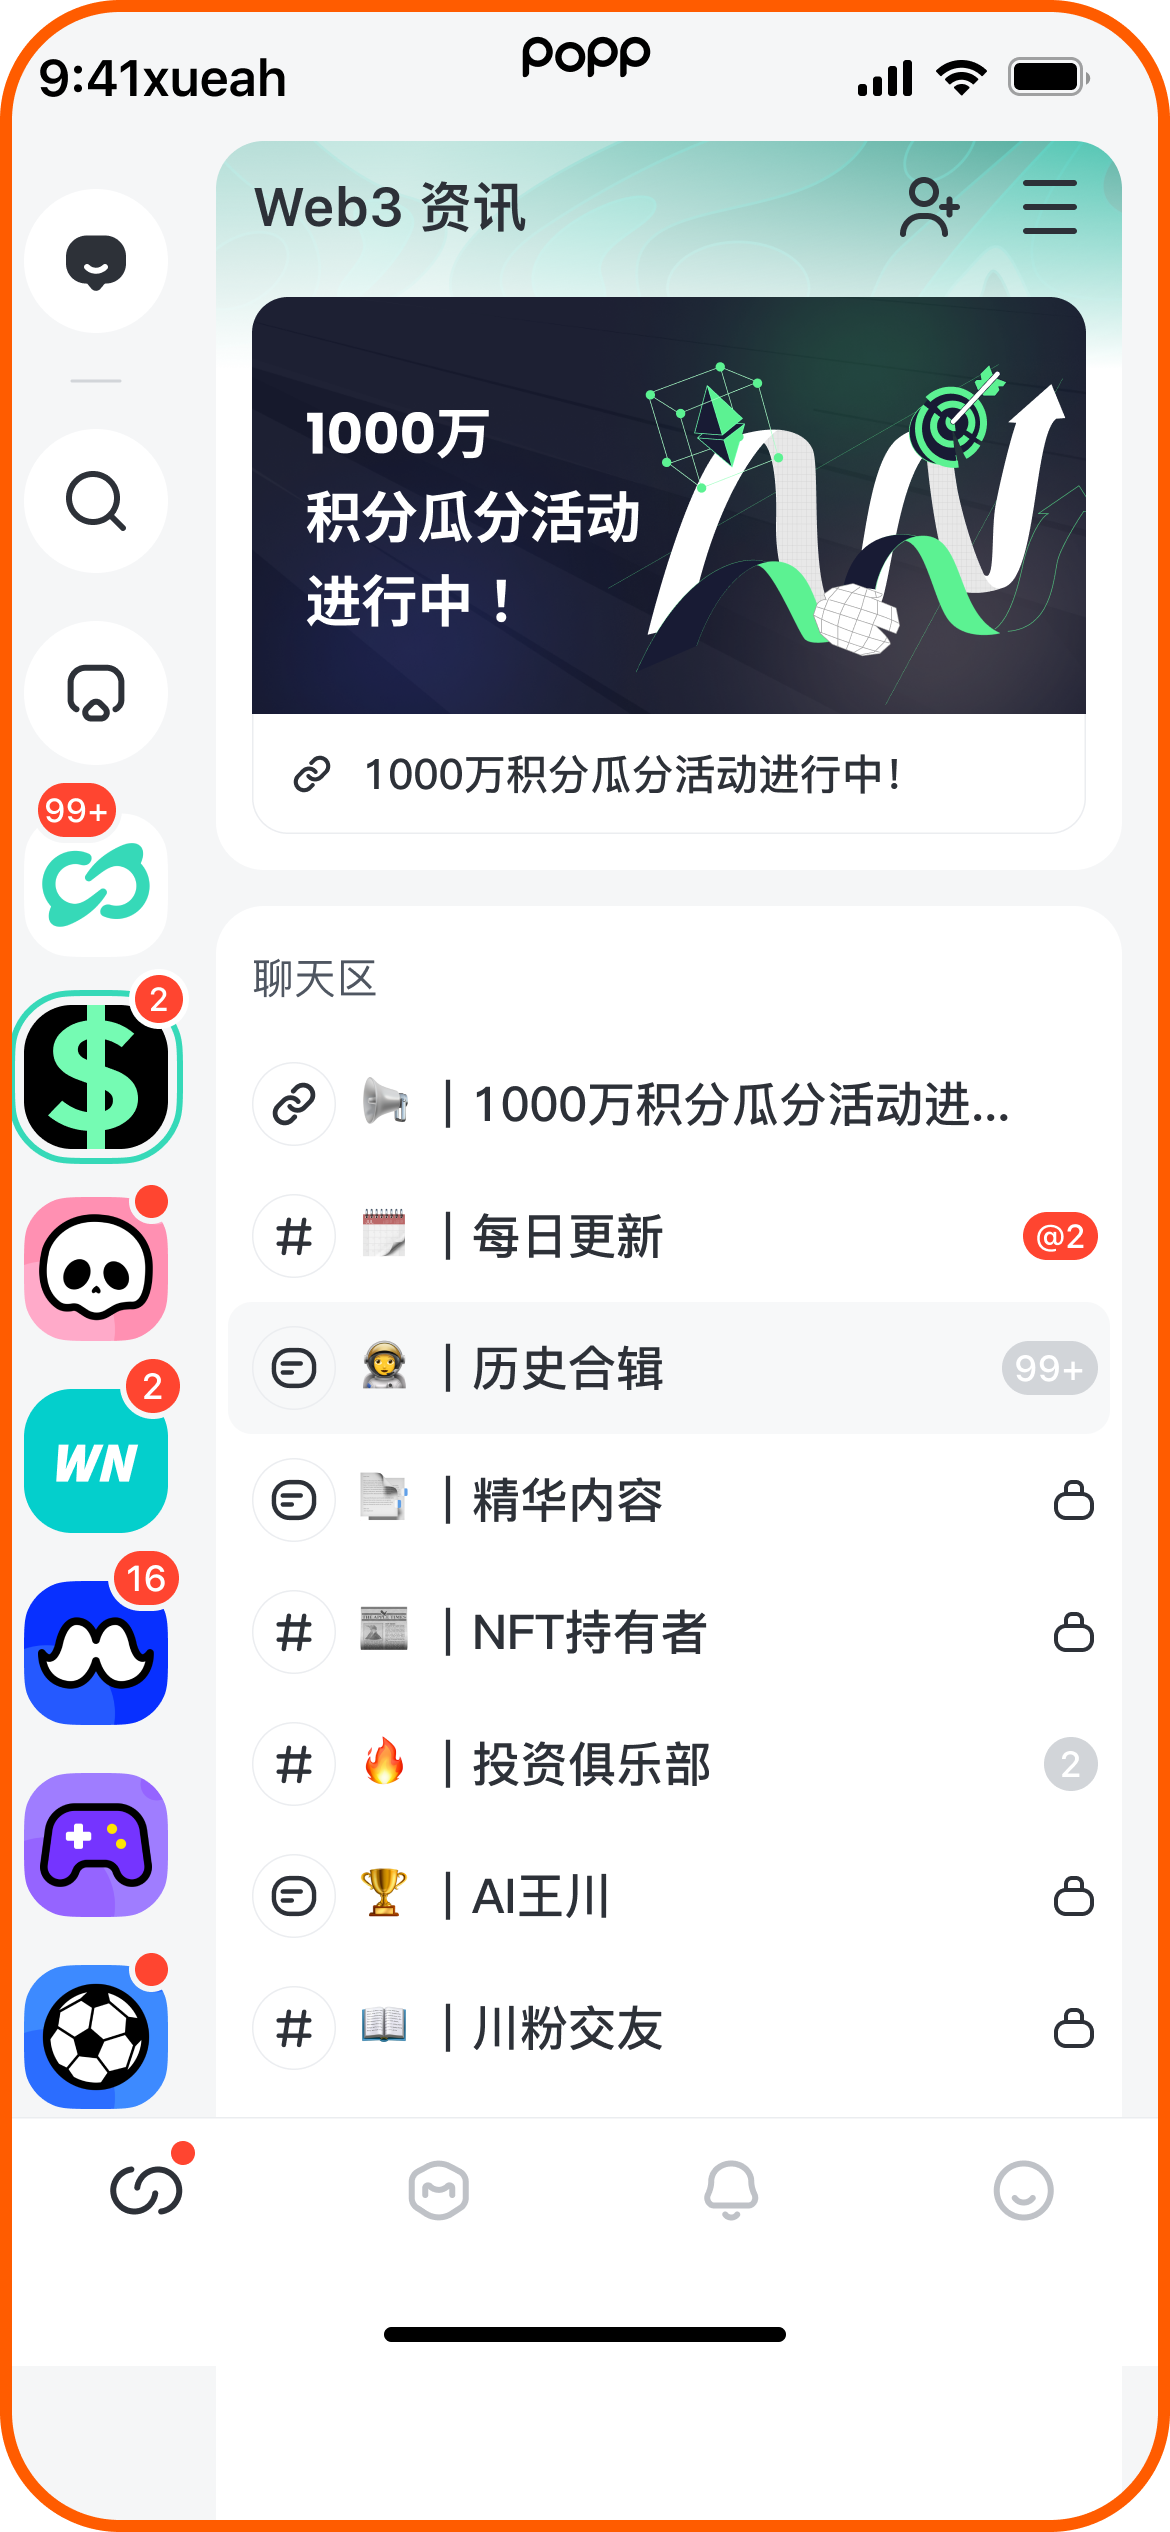 9:41xueah
popp
Web3 资讯
1000万
积分瓜分活动
进行中！
1000万积分瓜分活动进行中!
99+
2
2
WN
16
聊天区
| 1000万积分瓜分活动进...
| 每日更新
@2
| 历史合辑
99+
| 精华内容
| NFT持有者
| 投资俱乐部
2
| AI王川
| 川粉交友